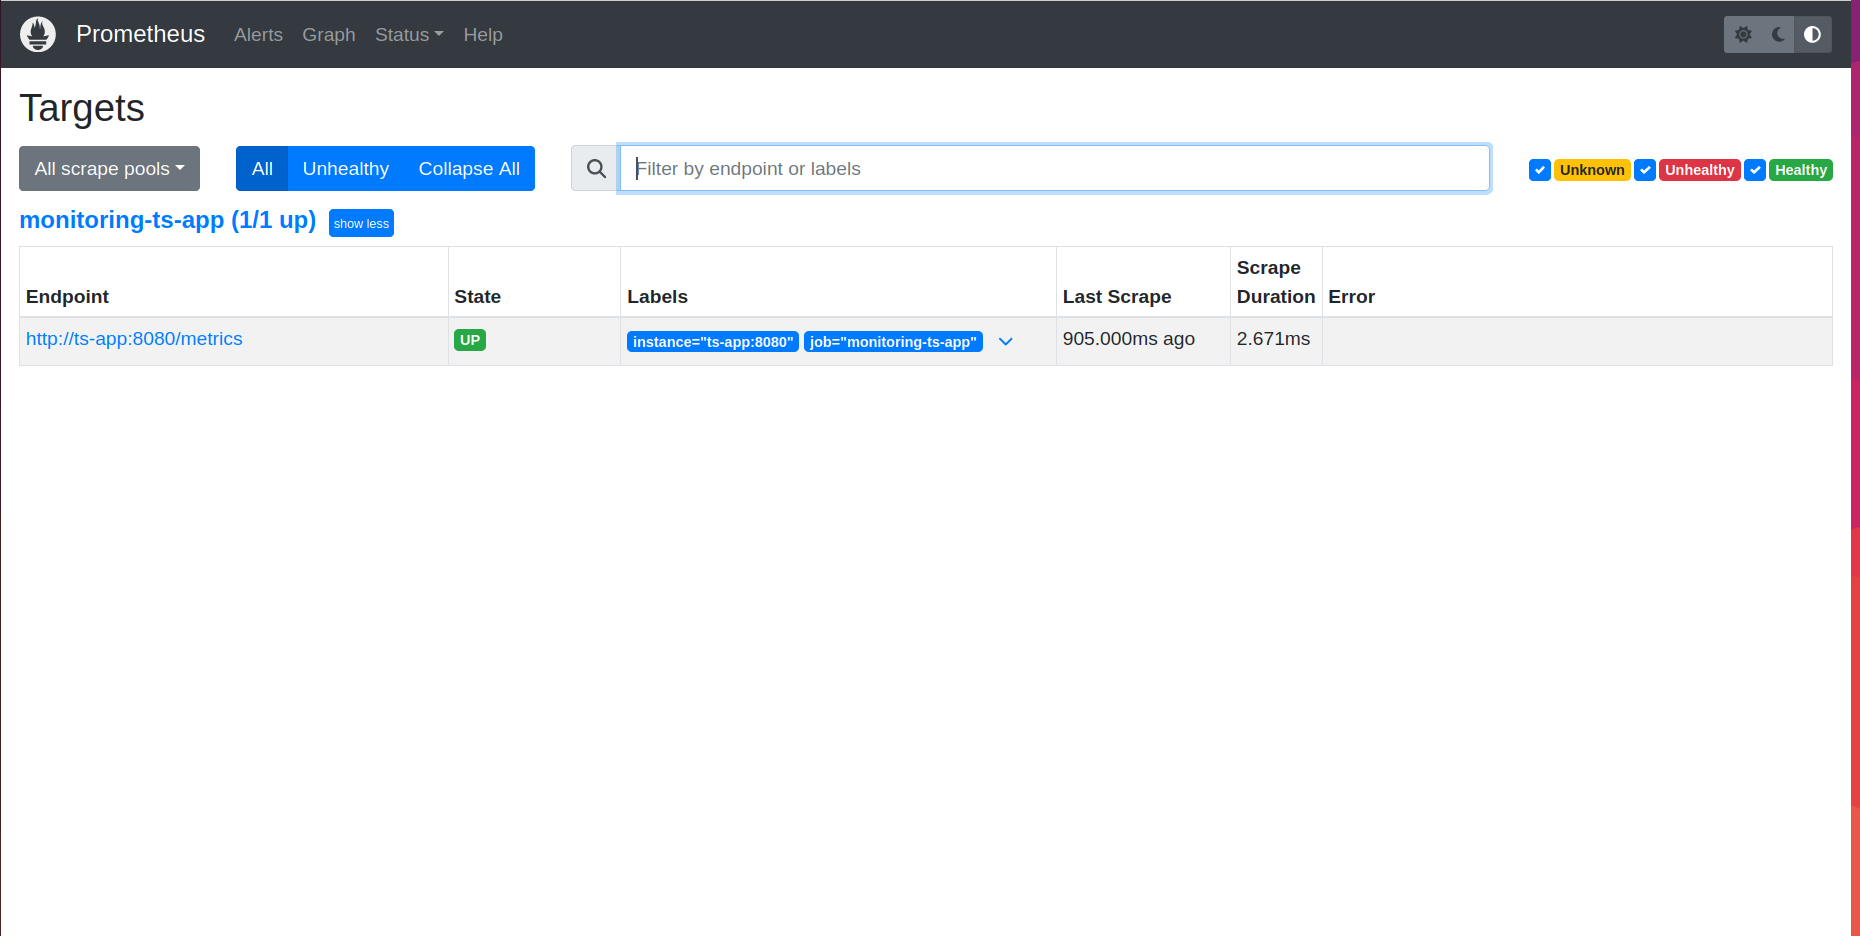 Prometheus Alerts Graph Status Help
Targets
All scrape pools All Unhealthy Collapse All Filter by endpoint or labels Unknown Unhealthy Healthy
monitoring-ts-app (1/1 up) show less
Endpoint State Labels Last Scrape Scrape Duration Error
http://ts-app:8080/metrics UP instance="ts-app:8080" job="monitoring-ts-app" 905.000ms ago 2.671ms